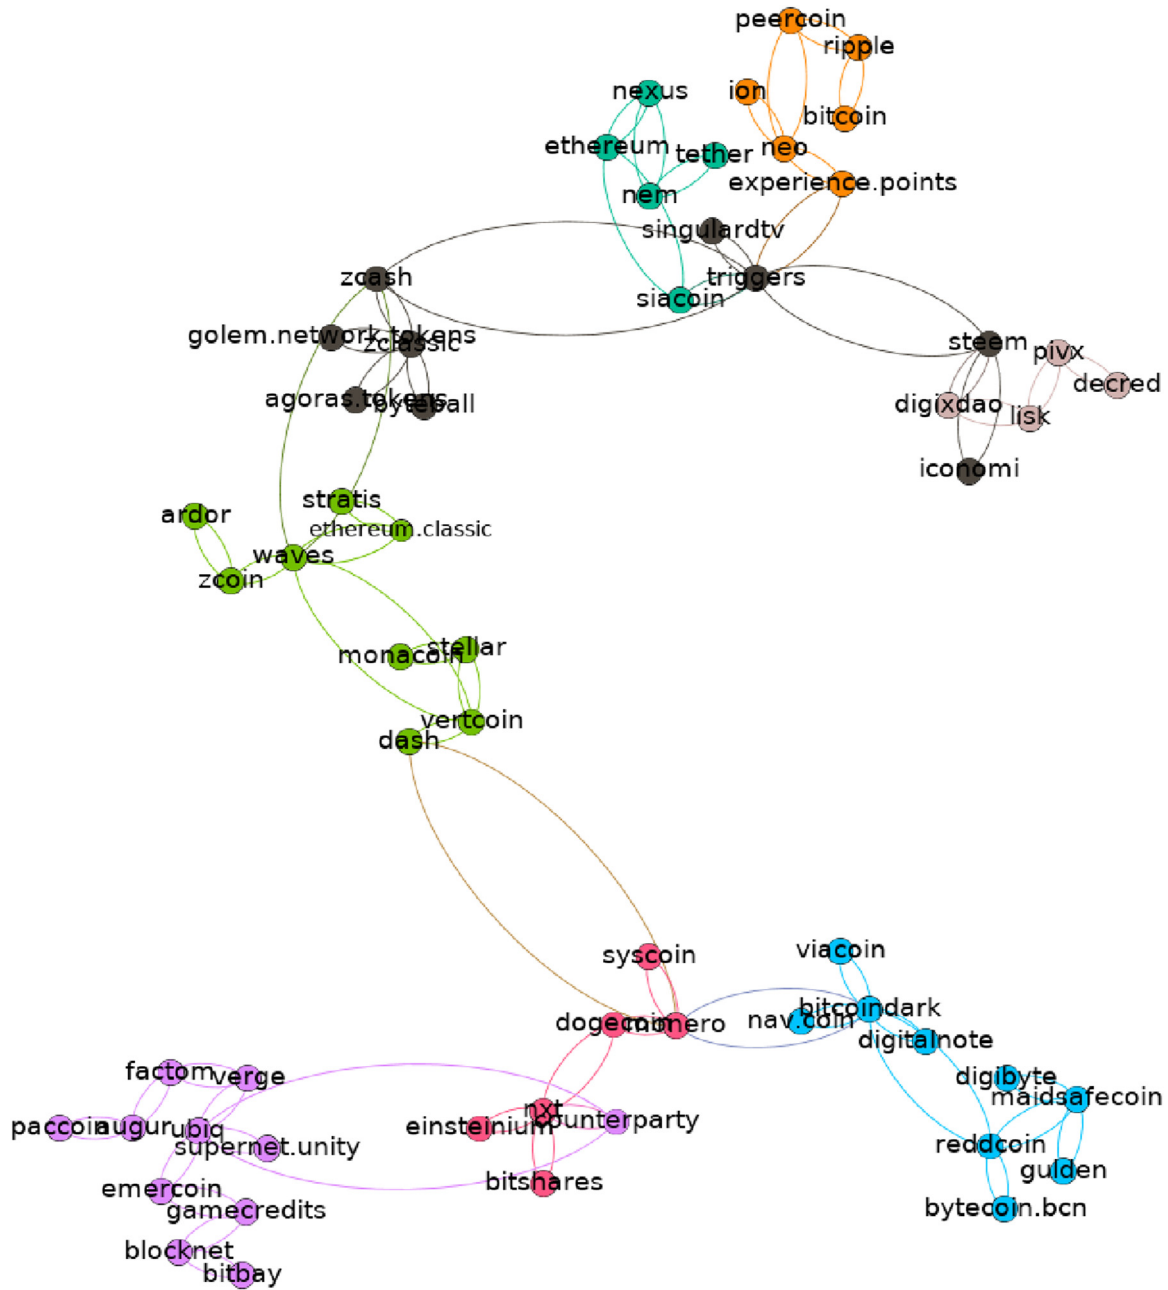 peercoin
ripple
nexus
ion
bitcoin
ethereum
tether
neo
nem
experience.points
singulardtv
zcash
triggers
siacoin
golem.network.tokens
zclassic
steem
pivx
decred
agoras.tokens
byteball
digixdao
lisk
iconomi
stratis
ardor
ethereum.classic
waves
zcoin
stellar
monacoin
vertcoin
dash
syscoin
viacoin
bitcoindark
dogecoin
monero
nav.coin
digitalnote
factom
verge
digibyte
maidsafecoin
nxt
counterparty
paccoin
augur
ubiq
einsteinium
supernet.unity
reddcoin
gulden
emercoin
bitshares
gamecredits
bytecoin.bcn
blocknet
bitbay